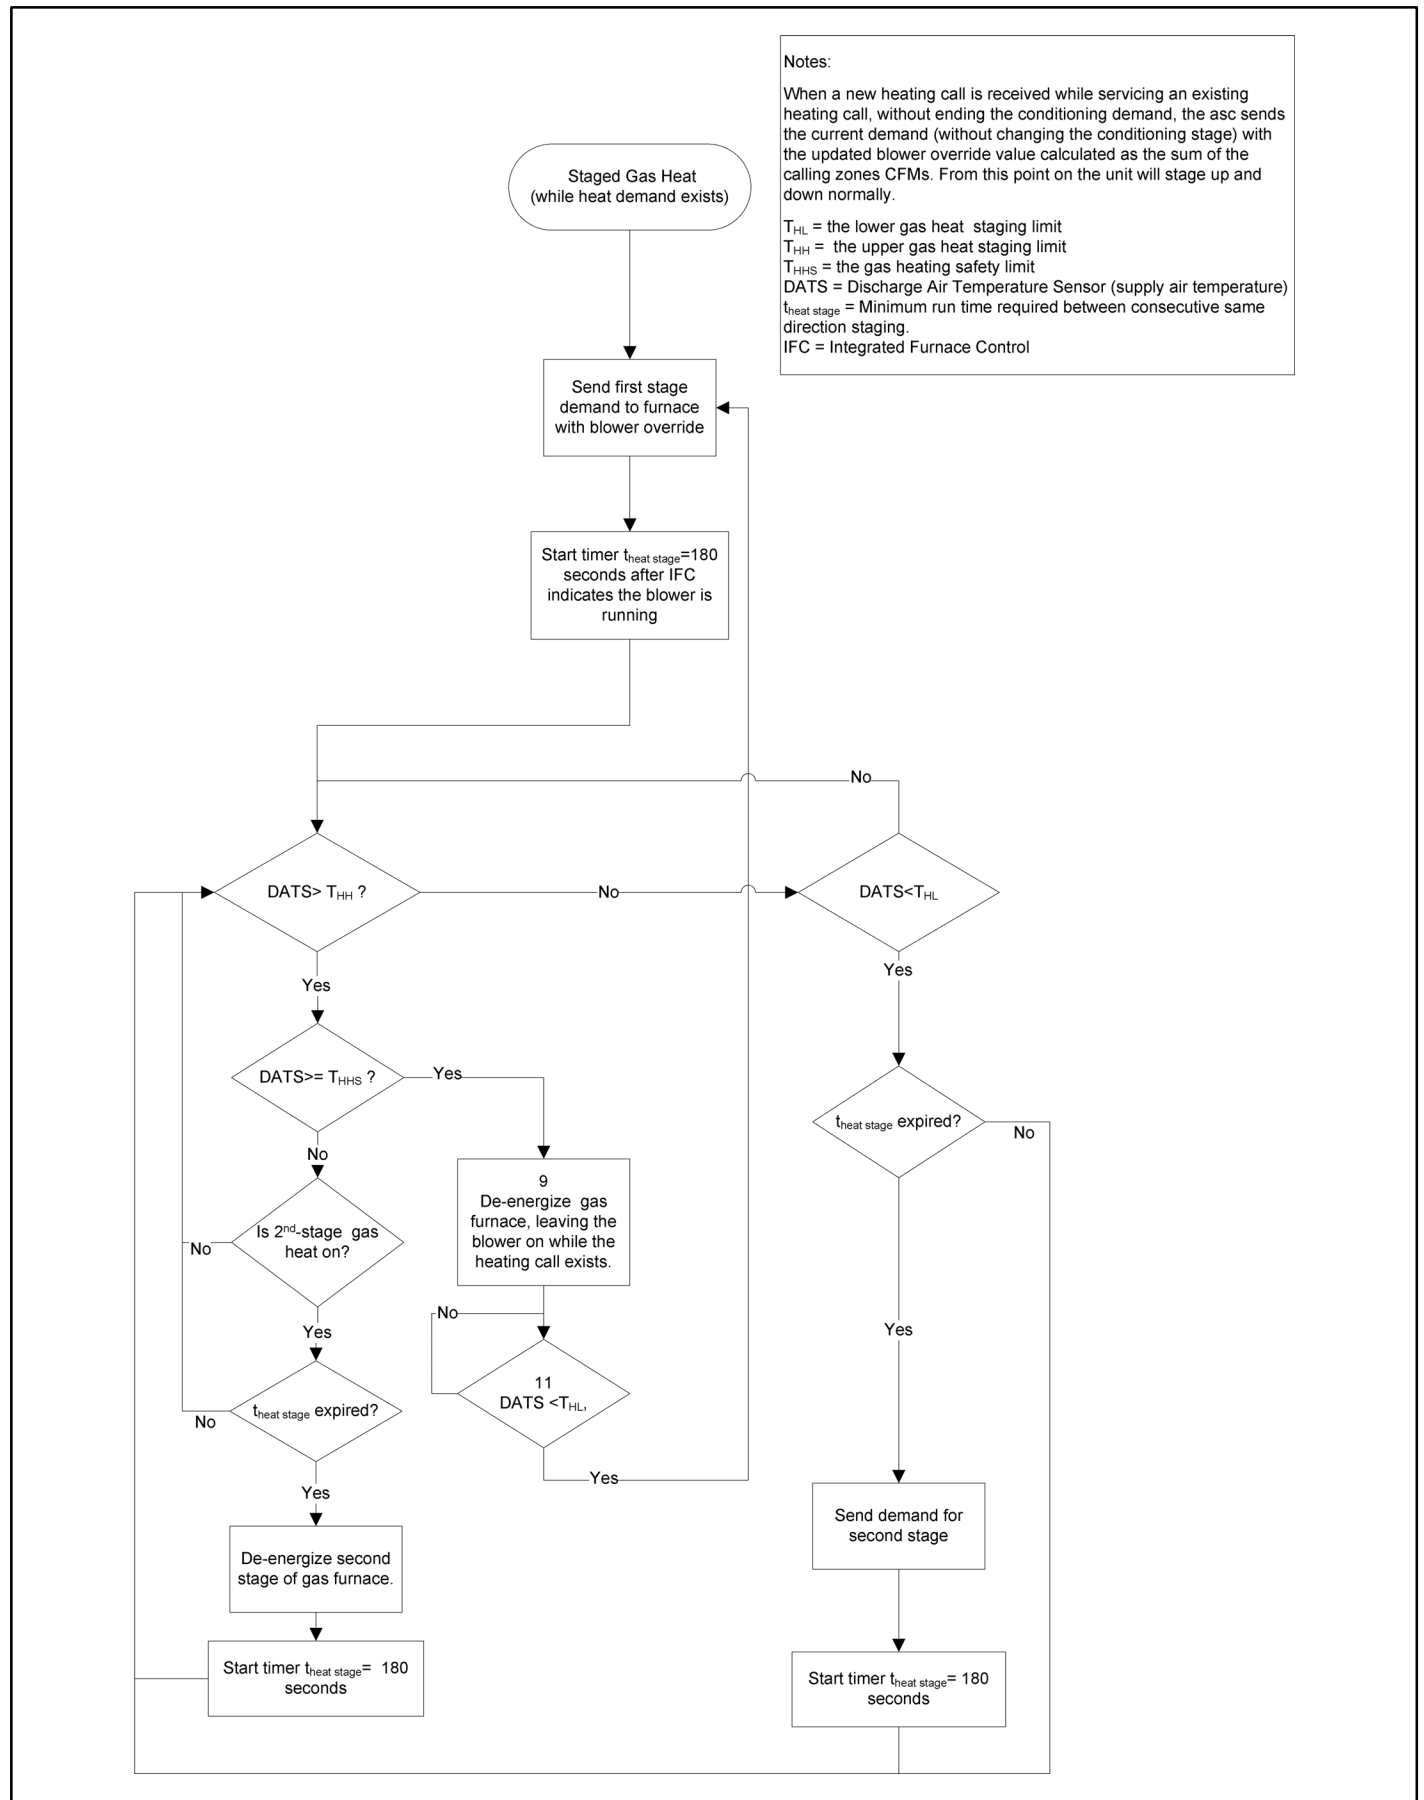 Notes:
When a new heating call is received while servicing an existing
heating call, without ending the conditioning demand, the asc sends
the current demand (without changing the conditioning stage) with
the updated blower override value calculated as the sum of the
calling zones CFMs. From this point on the unit will stage up and
down normally.
THL = the lower gas heat staging limit
THH = the upper gas heat staging limit
THHS = the gas heating safety limit
DATS = Discharge Air Temperature Sensor (supply air temperature)
theat stage = Minimum run time required between consecutive same
direction staging.
IFC = Integrated Furnace Control
Staged Gas Heat
(while heat demand exists)
Send first stage
demand to furnace
with blower override
Start timer theat stage=180
seconds after IFC
indicates the blower is
running
No
DATS> THH ?
No
DATS<THL
Yes
Yes
DATS>= THHS ?
Yes
theat stage expired?
No
No
9
De-energize gas
furnace, leaving the
blower on while the
heating call exists.
Is 2nd-stage gas
heat on?
No
No
Yes
Yes
11
DATS <THL,
theat stage expired?
No
Yes
Yes
Send demand for
second stage
De-energize second
stage of gas furnace.
Start timer theat stage= 180
seconds
Start timer theat stage= 180
seconds